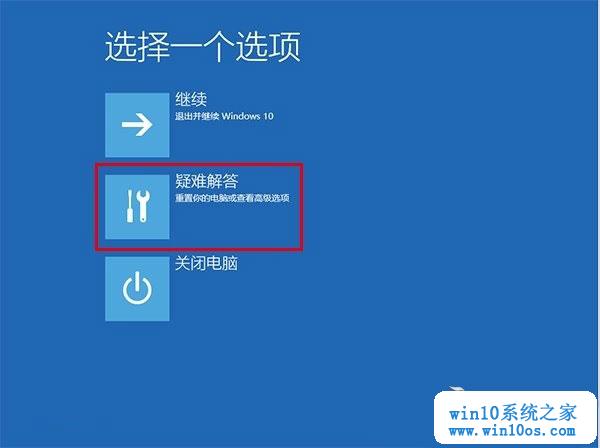 选择一个选项
继续
退出并继续 Windows 10
疑难解答
重置你的电脑或查看高级选项
关闭电脑
win10系统之家
www.win10os.com